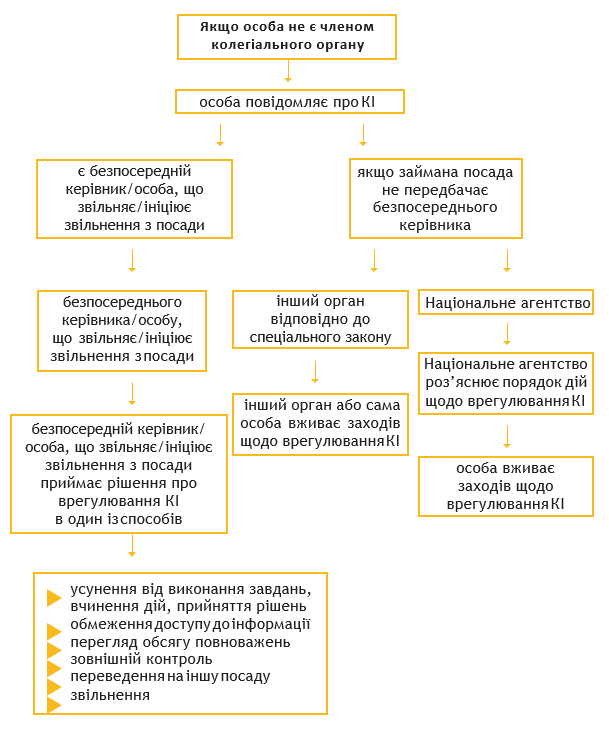 Якщо особа не є членом
колегіального органу
особа повідомляє про КІ
є безпосередній
керівник/особа, що
звільняє/ініціює
звільнення з посади
якщо займана посада
не передбачає
безпосереднього
керівника
безпосереднього
керівника/особу,
що звільняє/ініціює
звільнення з посади
інший орган
відповідно до
спеціального закону
Національне агентство
безпосередній керівник/
особа, що звільняє/ініціює
звільнення з посади
приймає рішення про
врегулювання КІ
в один із способів
інший орган або сама
особа вживає заходів
щодо врегулювання КІ
Національне агентство
роз’яснює порядок дій
щодо врегулювання КІ
особа вживає
заходів щодо
врегулювання КІ
усунення від виконання завдань,
вчинення дій, прийняття рішень
обмеження доступу до інформації
перегляд обсягу повноважень
зовнішній контроль
переведення на іншу посаду
звільнення